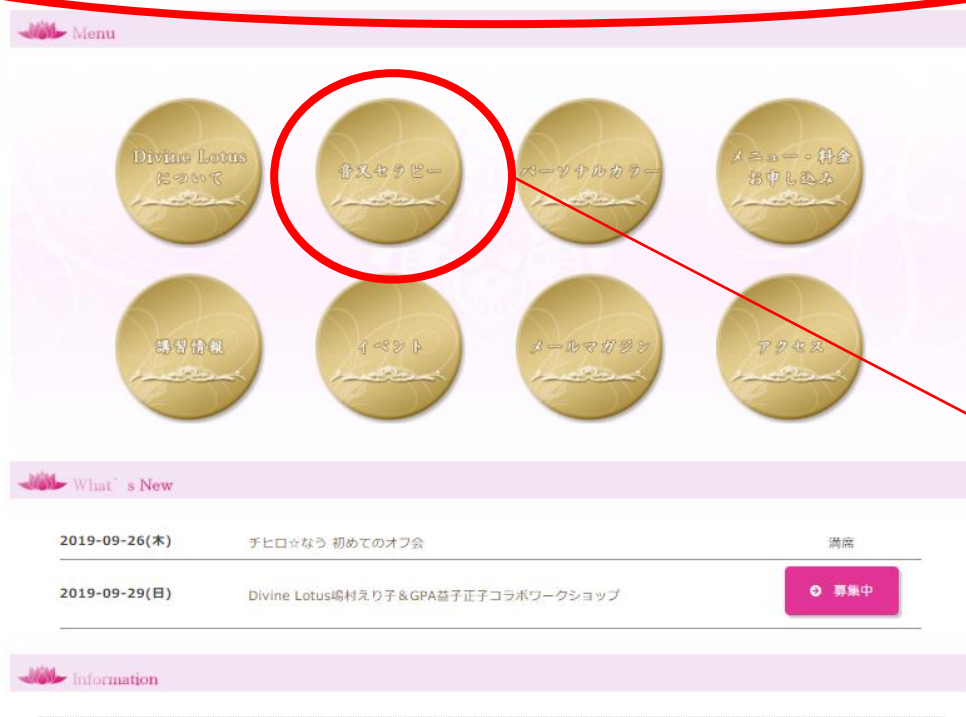 Menu
Divine Lotus
について
音叉セラピー
パーソナルカラー
メニュー・料金
お申し込み
講習情報
イベント
メールマガジン
アクセス
What´s New
2019-09-26(木) チヒロ☆なう 初めてのオフ会 満席
2019-09-29(日) Divine Lotus嶋村えり子＆GPA益子正子コラボワークショップ 募集中
Information